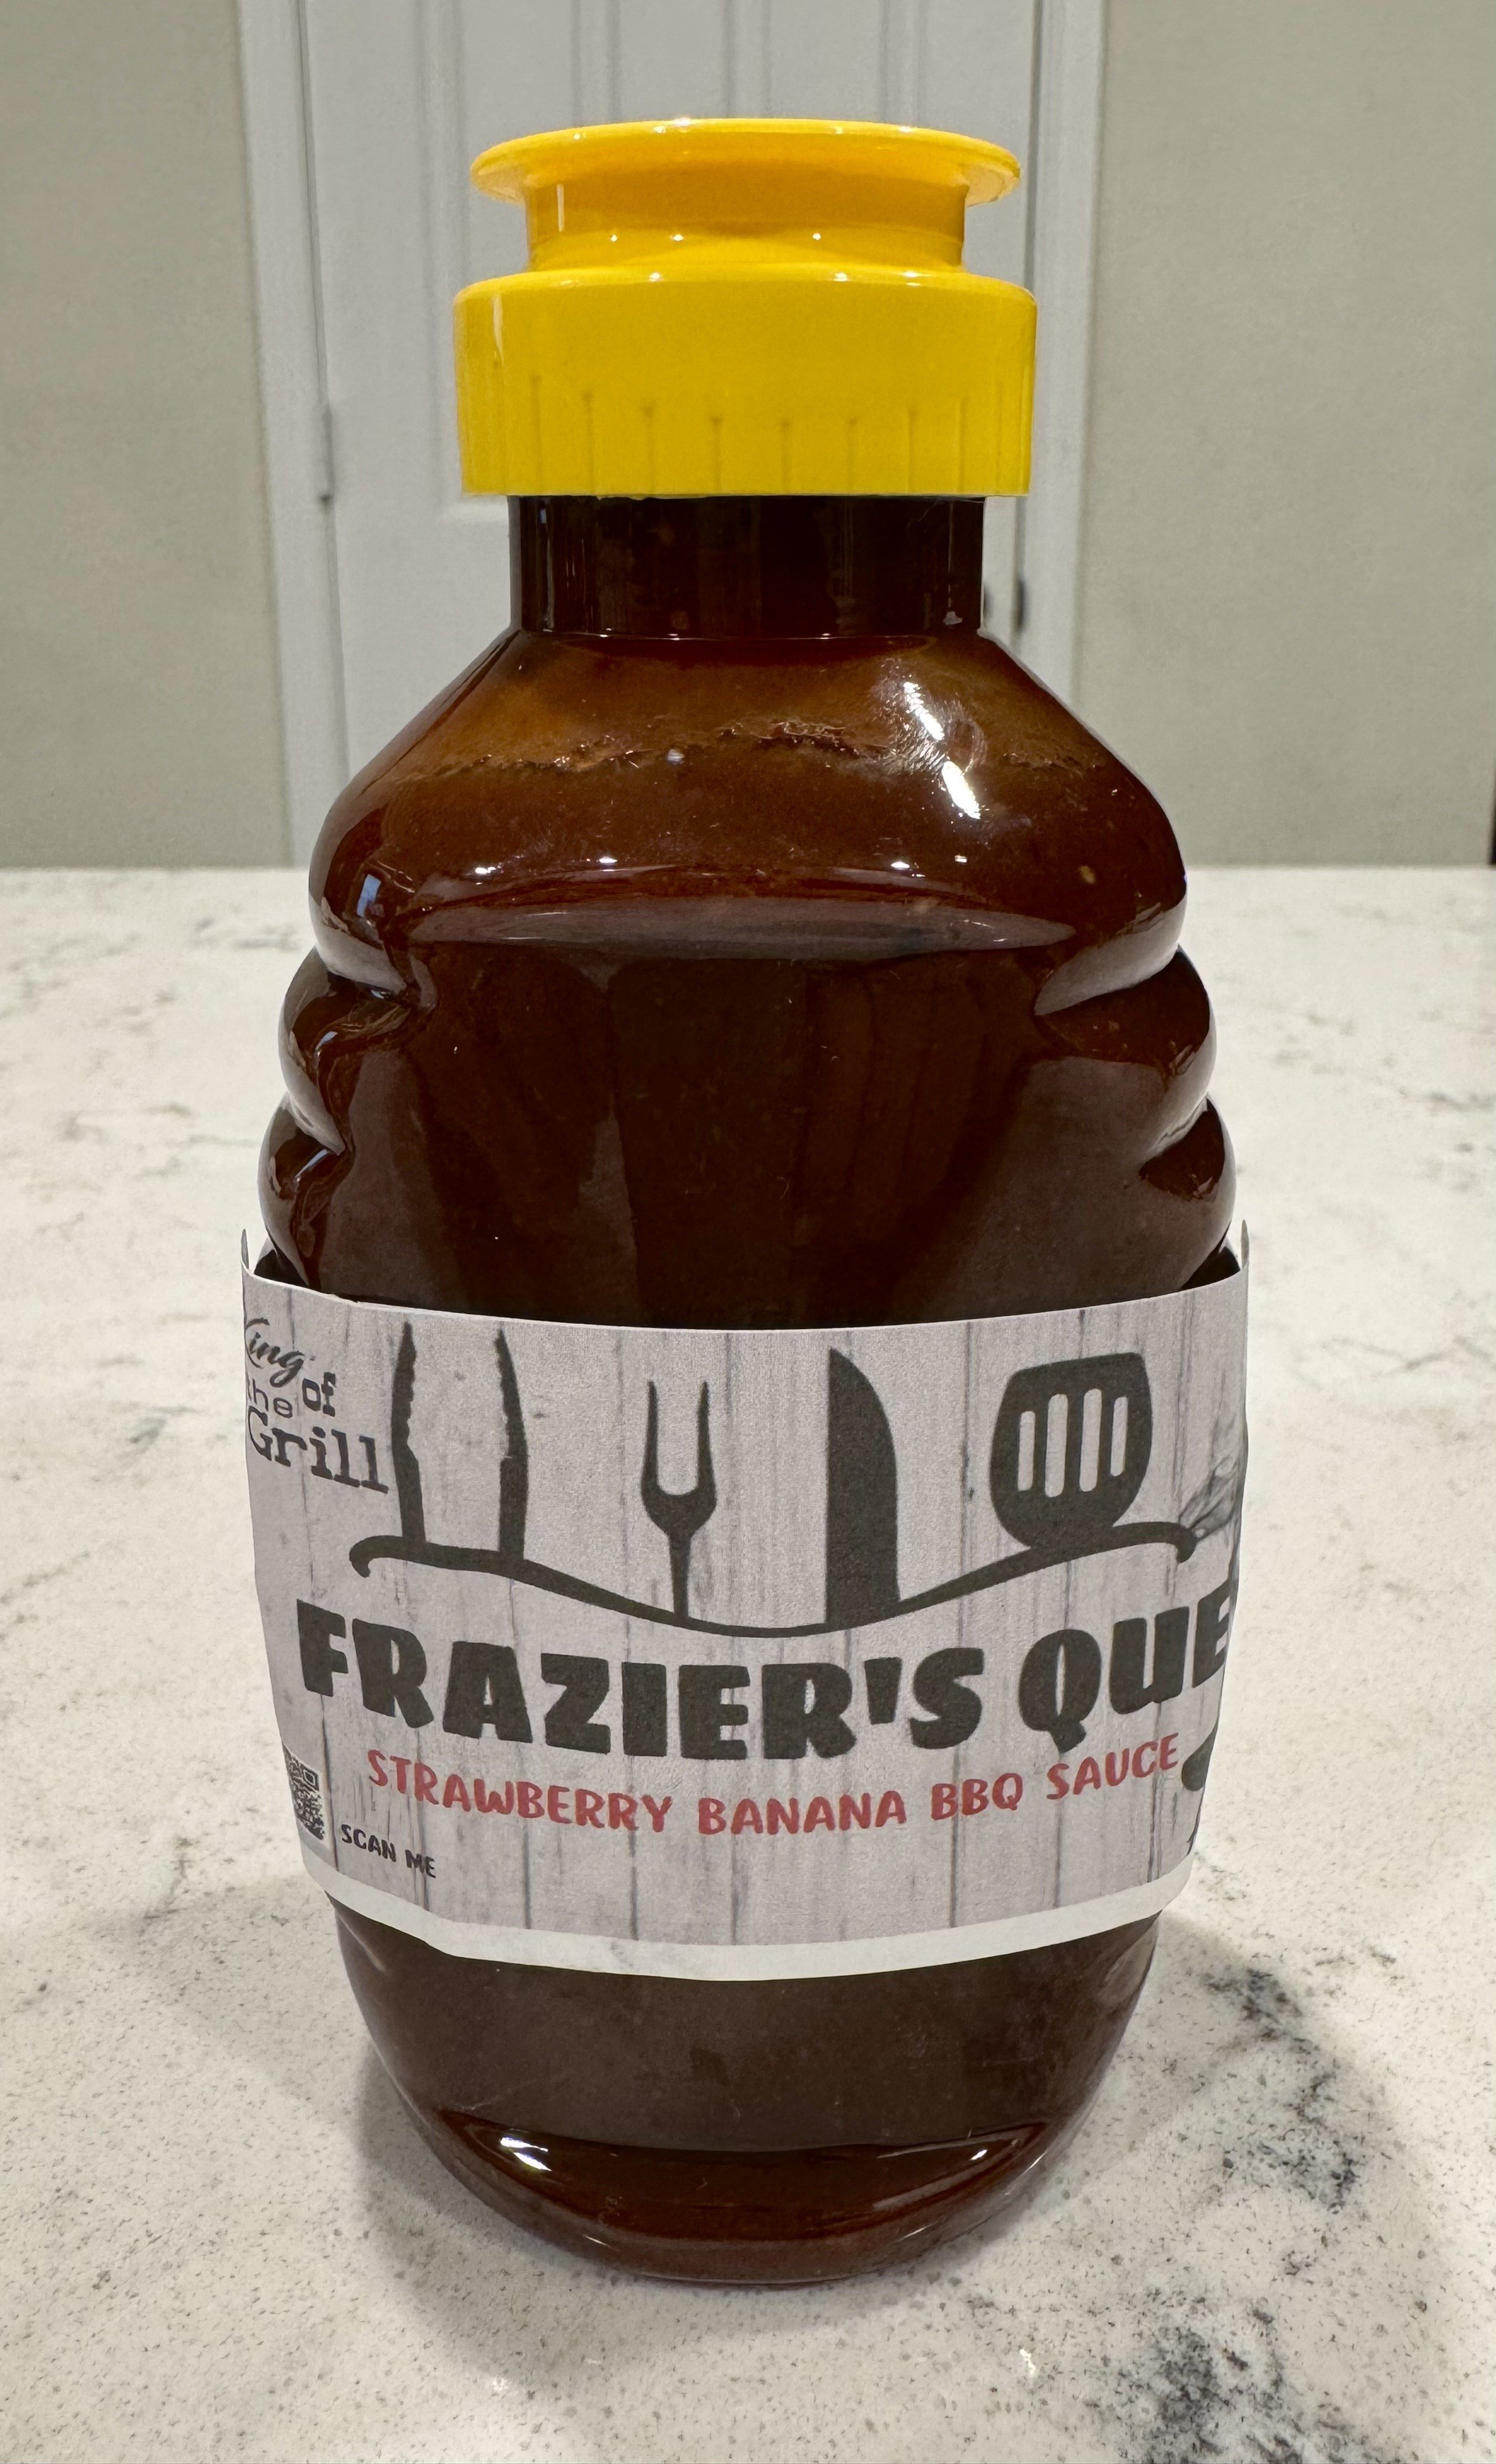 King
the of
Grill
FRAZIER'S QUE
STRAWBERRY BANANA BBQ SAUCE
SCAN ME